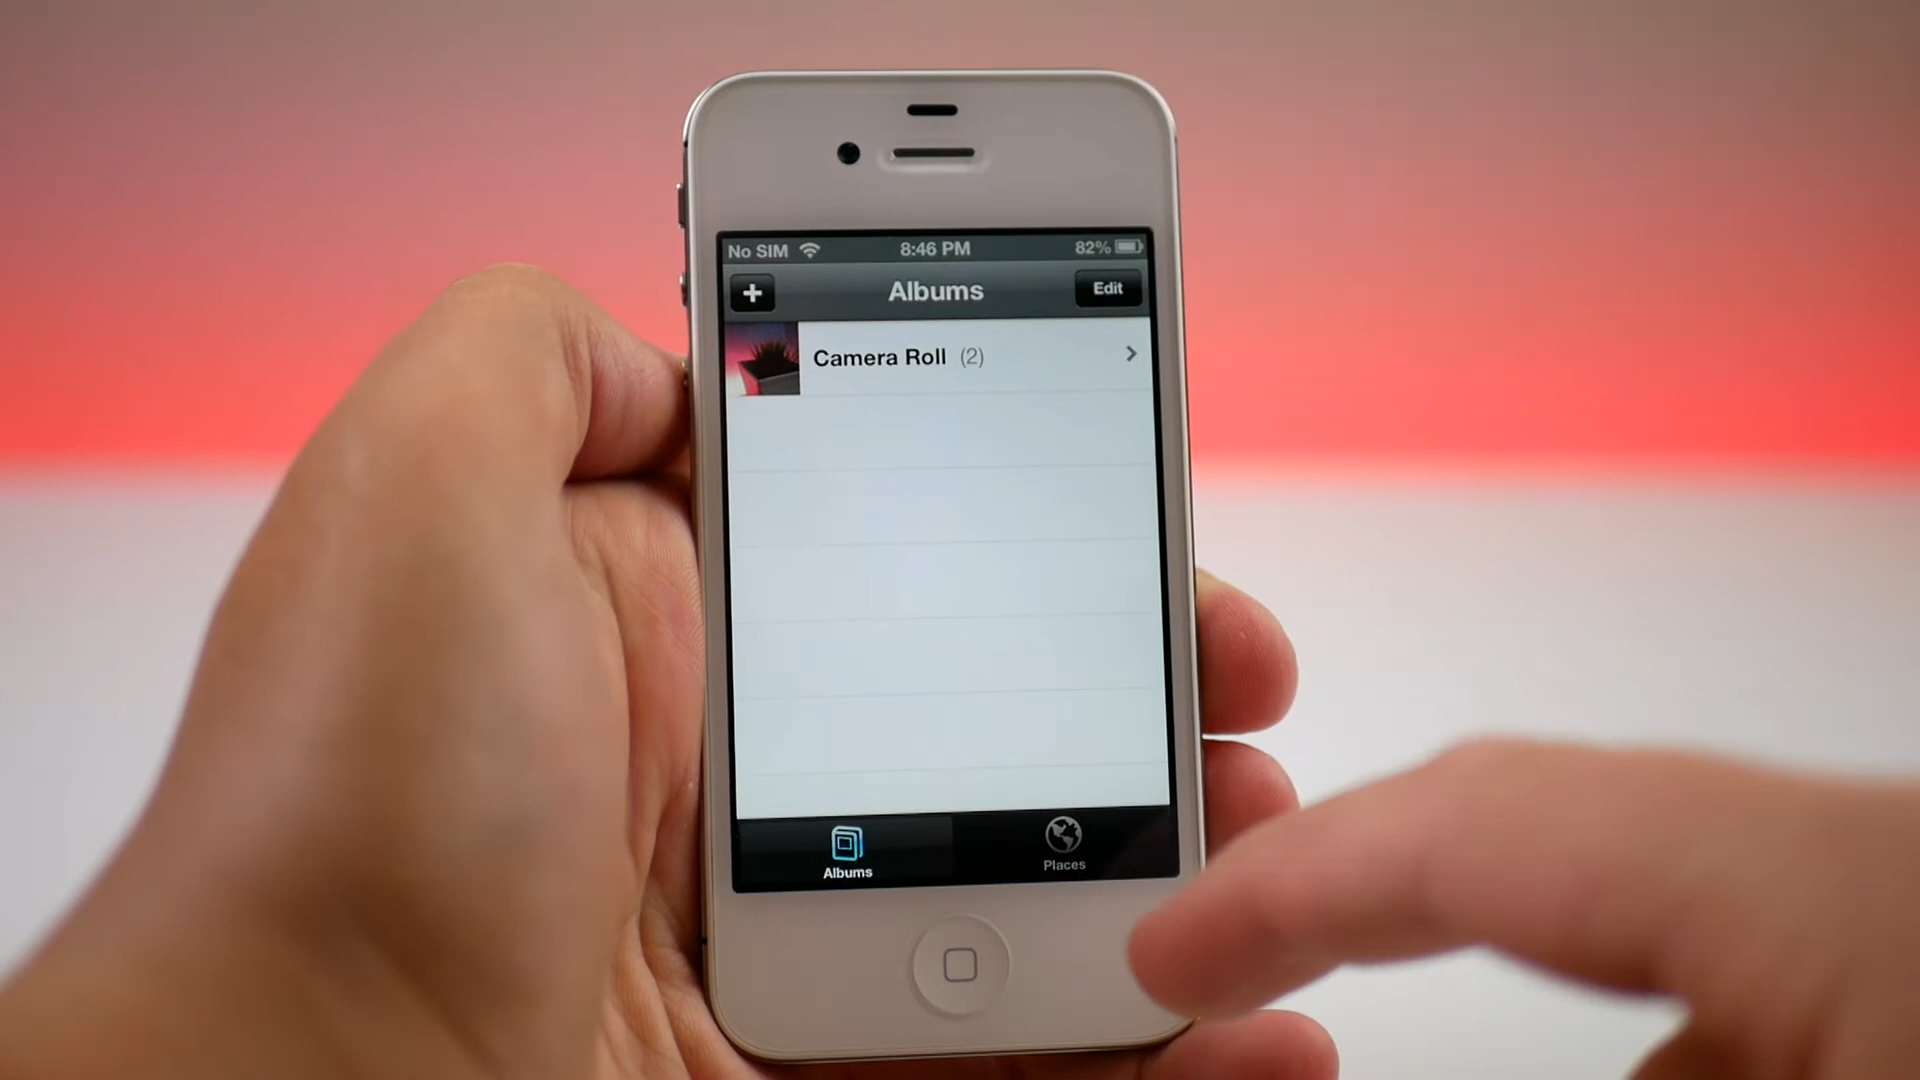 No SIM 8:46 PM 82%
+ Albums Edit
Camera Roll (2)
Albums Places